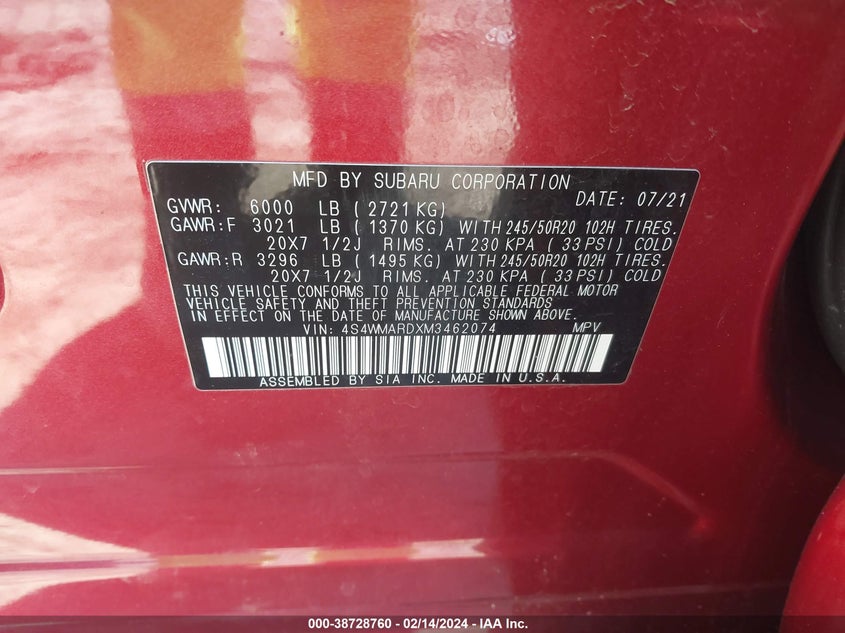 MFD BY SUBARU CORPORATION
GVWR: 6000 LB ( 2721 KG) DATE: 07/21
GAWR:F 3021 LB ( 1370 KG) WITH 245/50R20 102H TIRES.
20X7 1/2J RIMS. AT 230 KPA ( 33 PSI) COLD
GAWR:R 3296 LB ( 1495 KG) WITH 245/50R20 102H TIRES.
20X7 1/2J RIMS. AT 230 KPA ( 33 PSI) COLD
THIS VEHICLE CONFORMS TO ALL APPLICABLE FEDERAL MOTOR
VEHICLE SAFETY AND THEFT PREVENTION STANDARDS
IN EFFECT ON THE DATE OF MANUFACTURE SHOWN ABOVE.
VIN: 4S4WMARDXM3462074 MPV
ASSEMBLED BY SIA INC. MADE IN U.S.A.
000-38728760 - 02/14/2024 - IAA Inc.